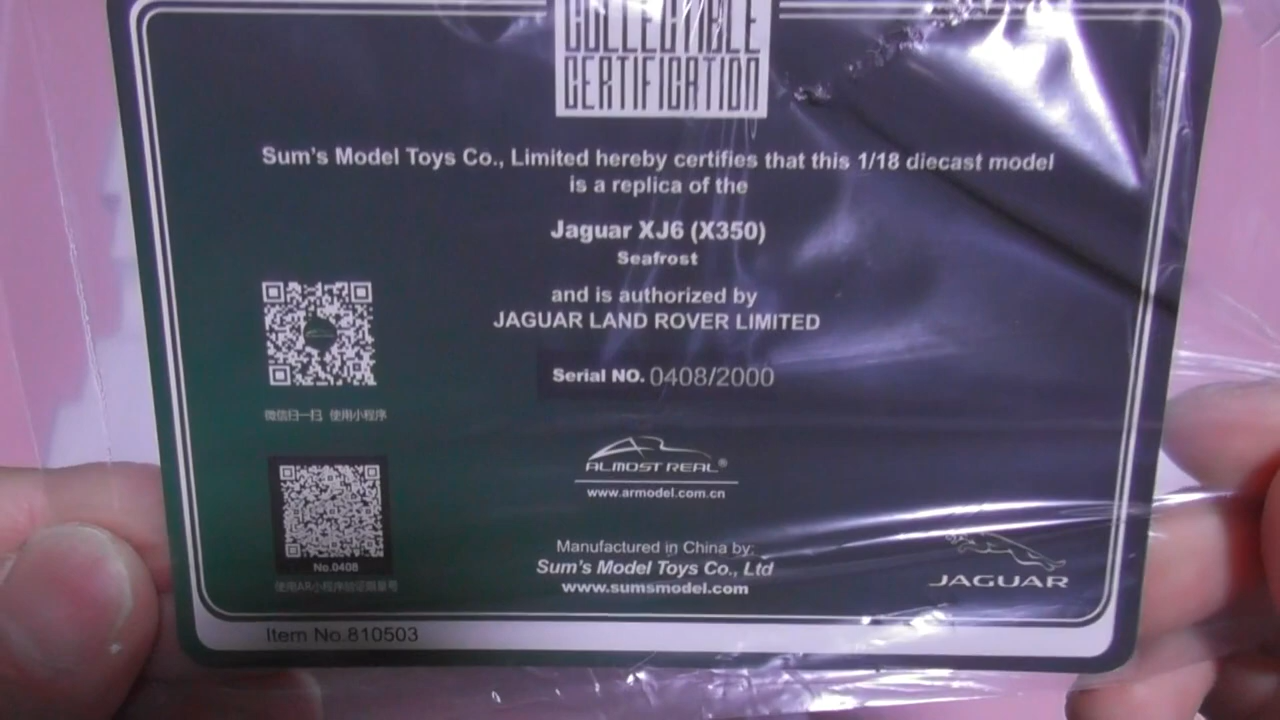 COLLECTABLE
CERTIFICATION
Sum's Model Toys Co., Limited hereby certifies that this 1/18 diecast model
is a replica of the
Jaguar XJ6 (X350)
Seafrost
and is authorized by
JAGUAR LAND ROVER LIMITED
Serial NO. 0408/2000
微信扫一扫 使用小程序
ALMOST REAL®
www.armodel.com.cn
No.0408
使用AR小程序验证限量号
Manufactured in China by:
Sum's Model Toys Co., Ltd
www.sumsmodel.com
JAGUAR
Item No.810503